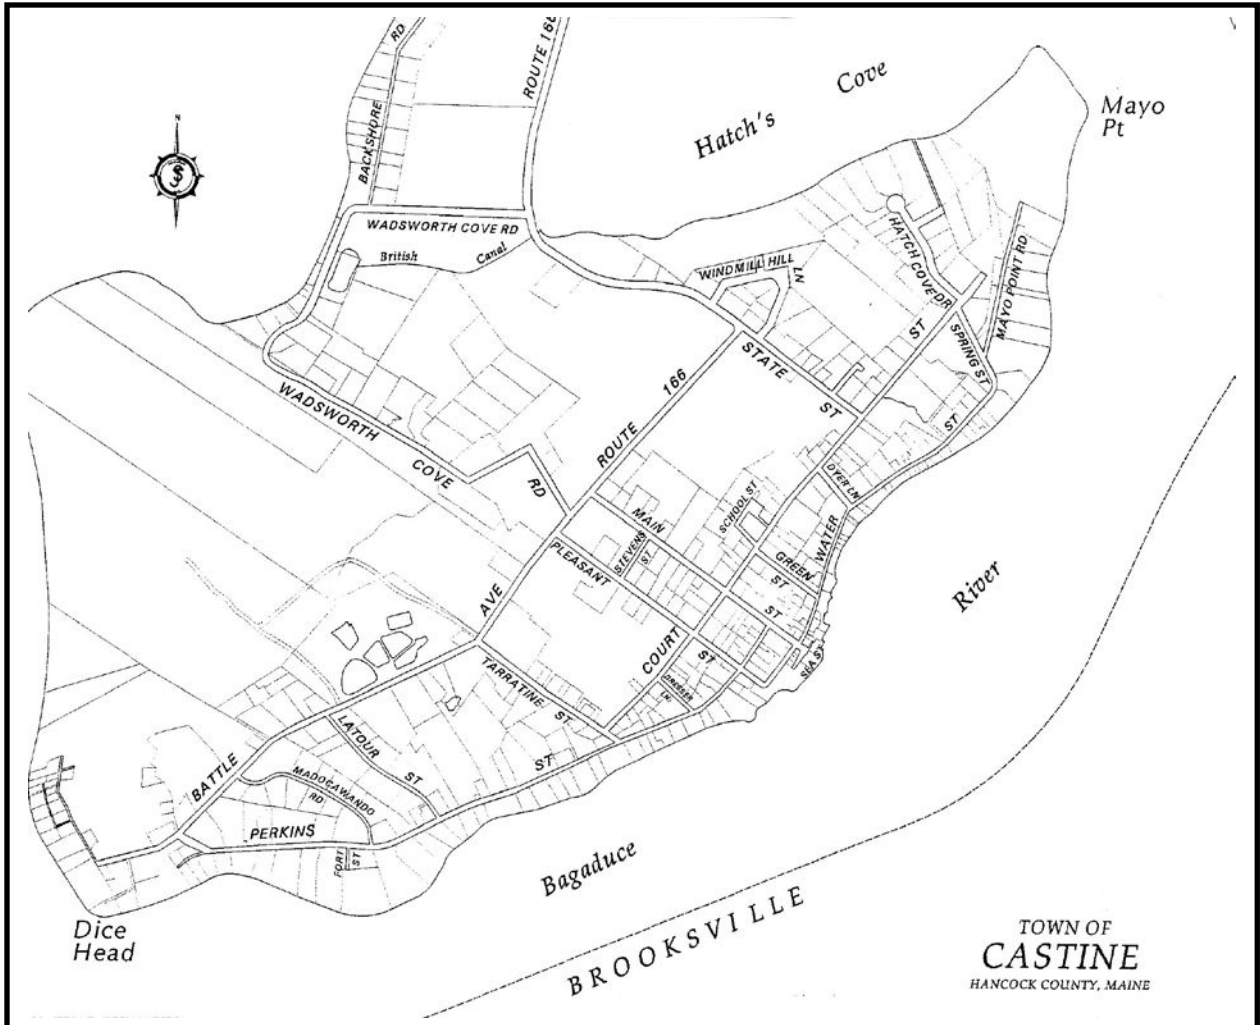 RD
ROUTE 166
Cove
Hatch's
Mayo
Pt
BACKSHORE
N
WADSWORTH COVE RD
British Canal
HATCH COVE DR
MAYO POINT RD
WINDMILL HILL
LN
ST
SPRING ST
STATE
ST
ROUTE 166
WADSWORTH
COVE
RD
ST
DYER LN
SCHOOL ST
MAIN
STEVENS
ST
WATER
GREEN
ST
PLEASANT
ST
River
AVE
COURT
ST
SEA ST
TARRATINE
ST
DRESSER
LN
LATOUR
ST
ST
BATTLE
MADOCAWANDO
RD
PERKINS
FORT
ST
Bagaduce
BROOKSVILLE
Dice
Head
TOWN OF
CASTINE
HANCOCK COUNTY, MAINE